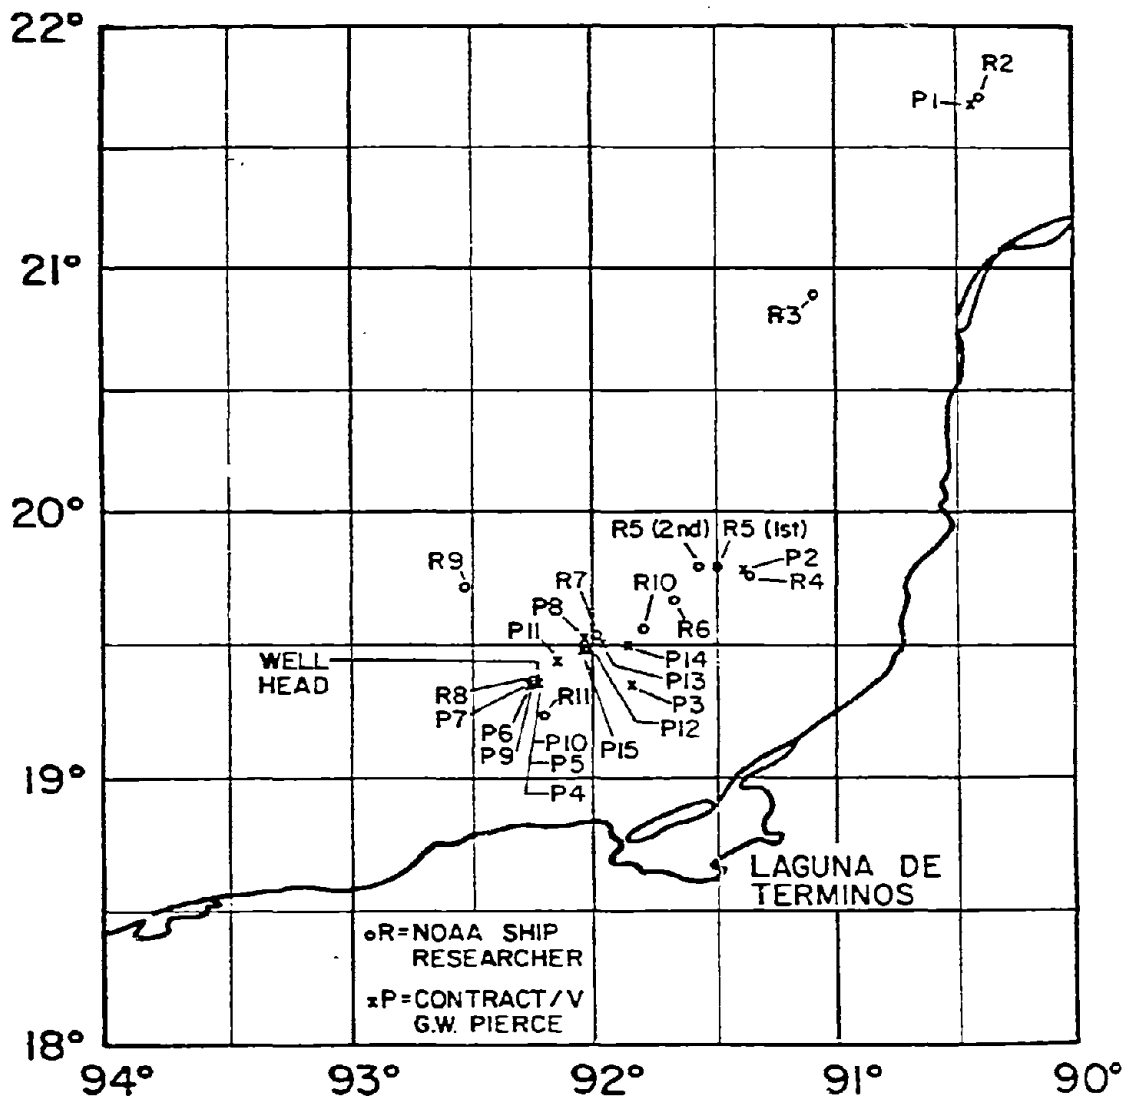 22°
R2
P1
21°
R3
20°
R5 (2nd) R5 (1st)
P2
R9
R7
R10
R4
P8
P11
R6
WELL
HEAD
P14
P13
R8
R11
P3
P7
P6
P12
P9
P10
P15
P5
19°
P4
LAGUNA DE
TERMINOS
oR=NOAA SHIP
RESEARCHER
xP=CONTRACT/V
G.W. PIERCE
18°
94° 93° 92° 91° 90°